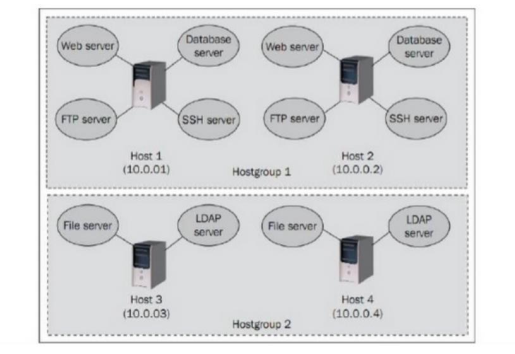 Web server
Database
server
Web server
Database
server
FTP server
SSH server
FTP server
SSH server
Host 1
(10.0.01)
Host 2
(10.0.0.2)
Hostgroup 1
File server
LDAP
server
File server
LDAP
server
Host 3
(10.0.03)
Host 4
(10.0.0.4)
Hostgroup 2